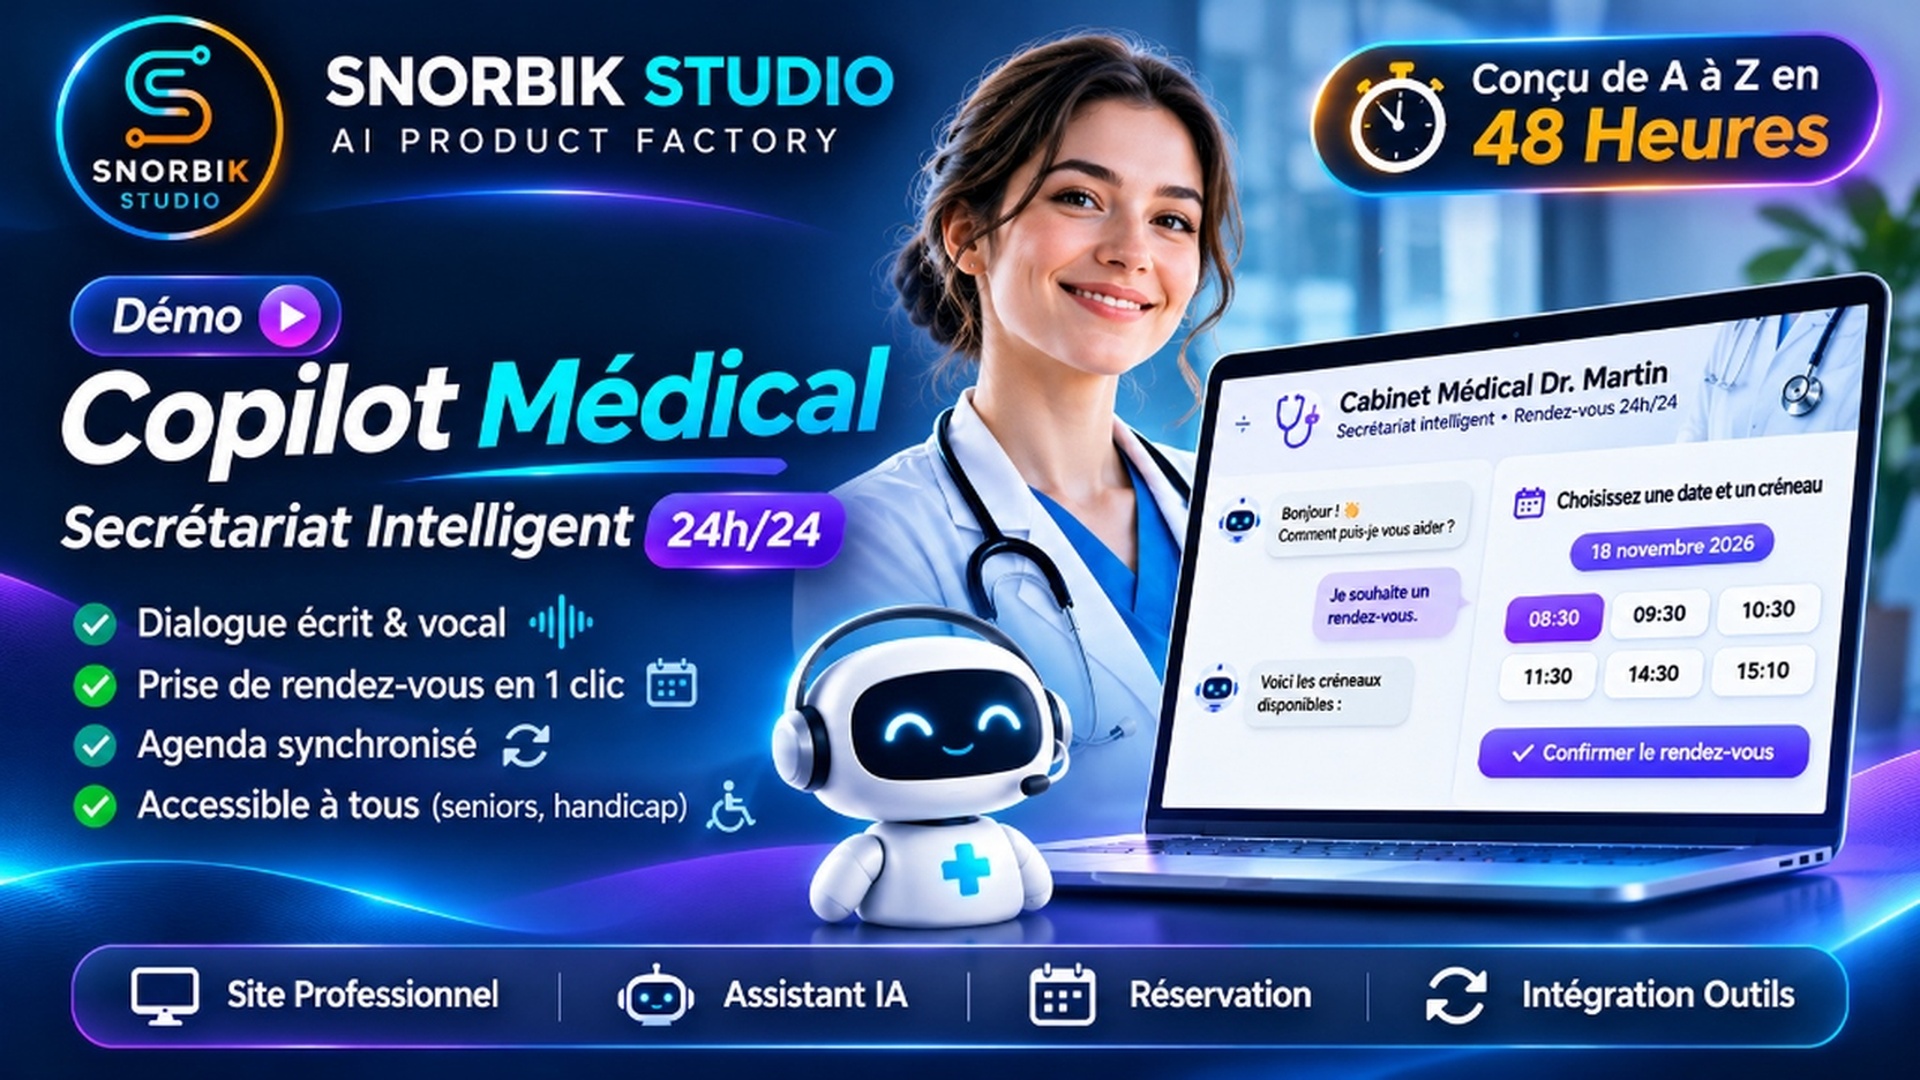 SNORBIK
STUDIO
SNORBIK STUDIO
AI PRODUCT FACTORY
Conçu de A à Z en
48 Heures
Démo
Copilot Médical
Secrétariat Intelligent 24h/24
Dialogue écrit & vocal
Prise de rendez-vous en 1 clic
Agenda synchronisé
Accessible à tous (seniors, handicap)
Cabinet Médical Dr. Martin
Secrétariat intelligent • Rendez-vous 24h/24
Bonjour ! 👋
Comment puis-je vous aider ?
Je souhaite un
rendez-vous.
Voici les créneaux
disponibles :
Choisissez une date et un créneau
18 novembre 2026
08:30 09:30 10:30
11:30 14:30 15:10
Confirmer le rendez-vous
Site Professionnel
Assistant IA
Réservation
Intégration Outils